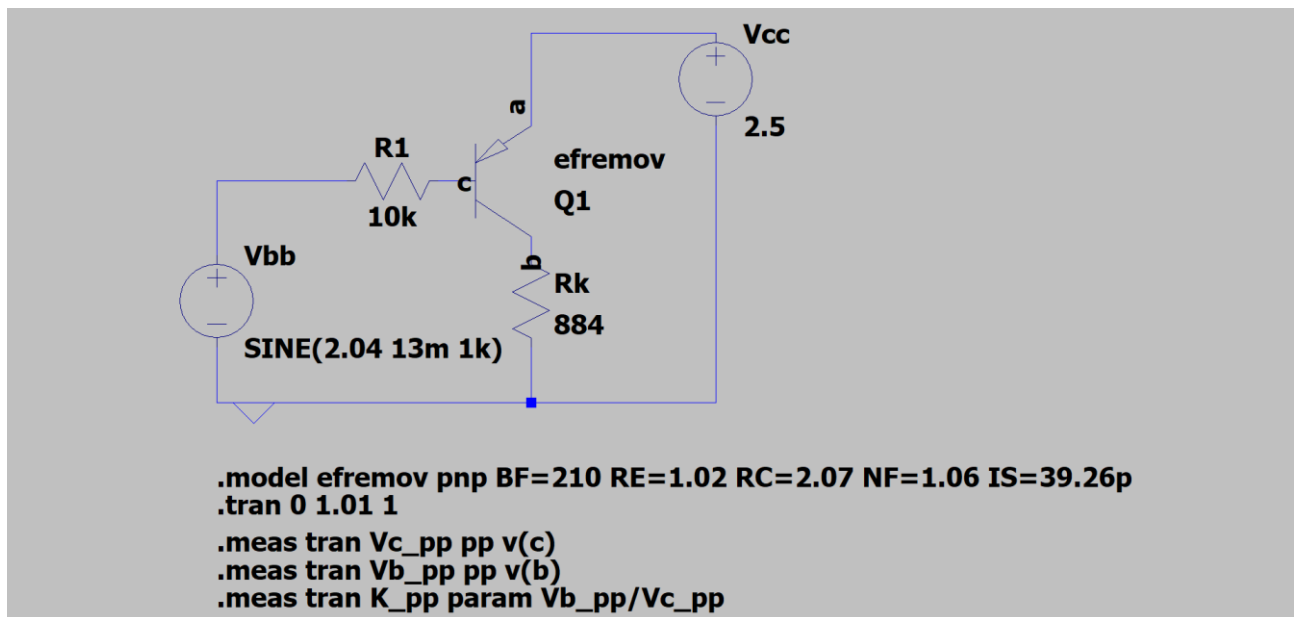 Vcc
a
2.5
R1
efremov
c
Q1
10k
Vbb
b
Rk
884
SINE(2.04 13m 1k)
.model efremov pnp BF=210 RE=1.02 RC=2.07 NF=1.06 IS=39.26p
.tran 0 1.01 1
.meas tran Vc_pp pp v(c)
.meas tran Vb_pp pp v(b)
.meas tran K_pp param Vb_pp/Vc_pp